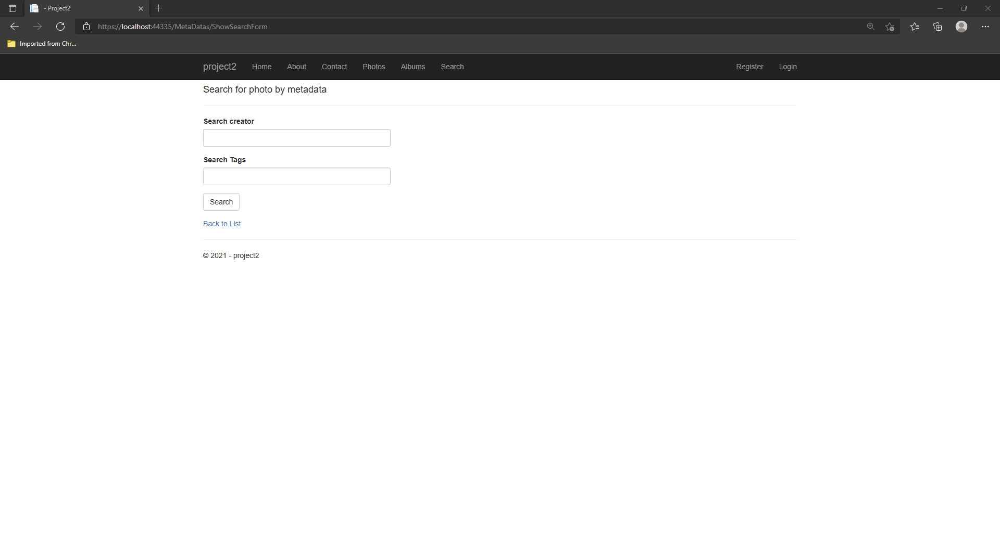 - Project2
https://localhost:44335/MetaDatas/ShowSearchForm
Imported from Chr...
project2 Home About Contact Photos Albums Search Register Login
Search for photo by metadata
Search creator
Search Tags
Search
Back to List
© 2021 - project2